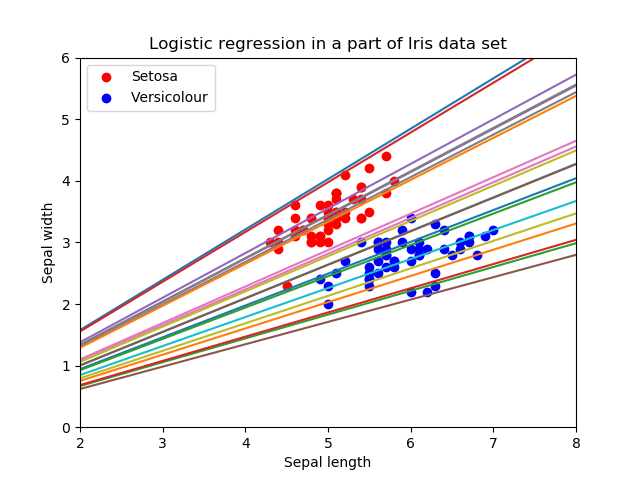 Logistic regression in a part of Iris data set
Setosa
Versicolour
Sepal width
6
5
4
3
2
1
0
2
3
4
5
6
7
8
Sepal length